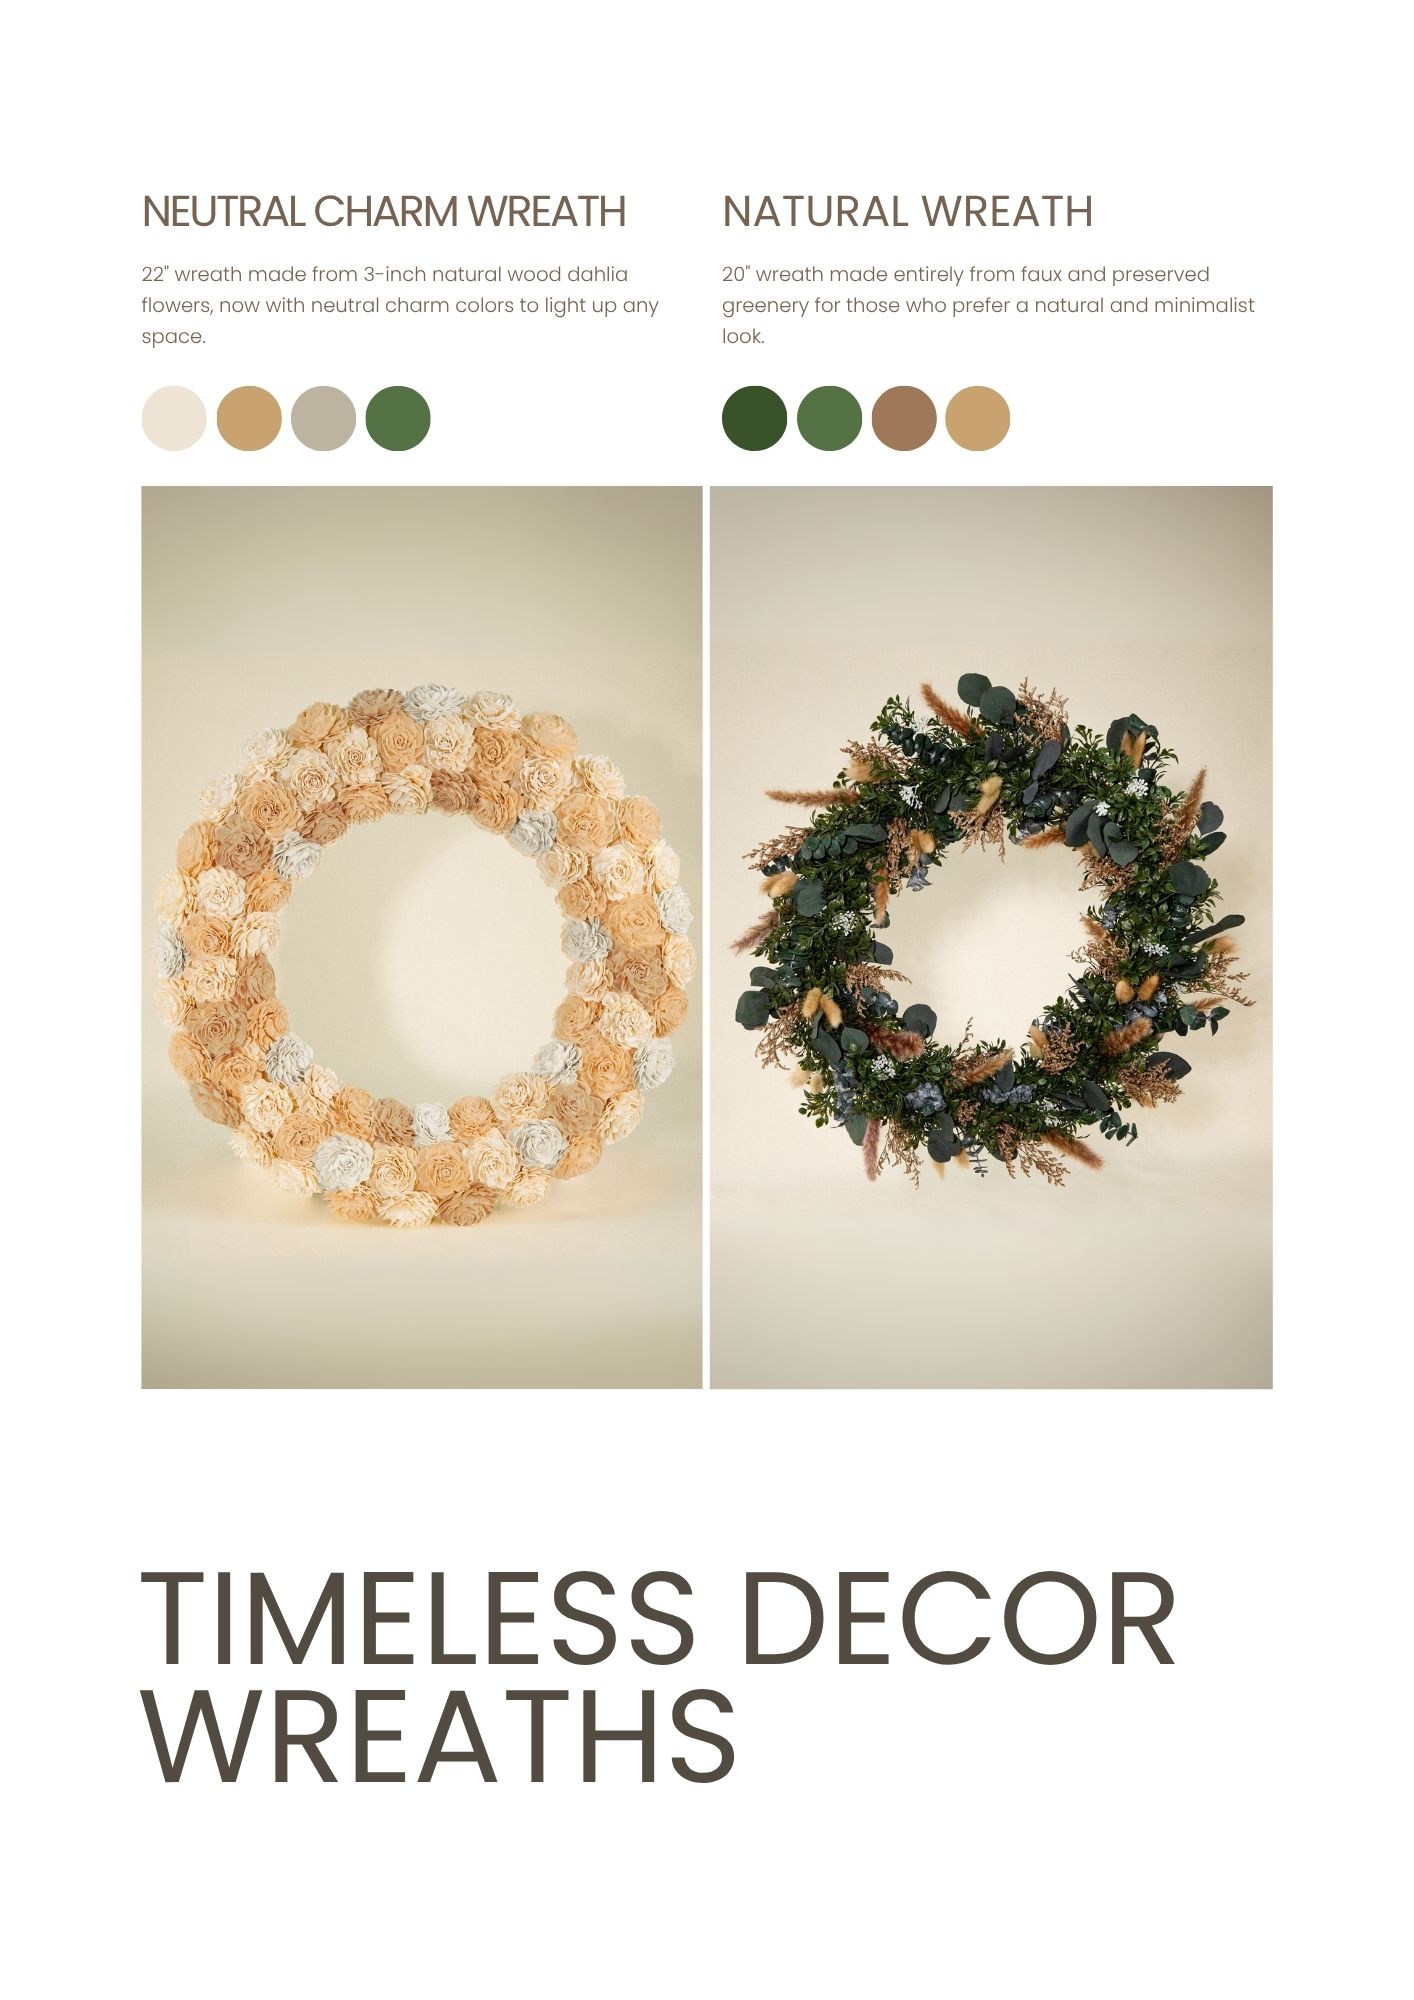 NEUTRAL CHARM WREATH
22" wreath made from 3-inch natural wood dahlia
flowers, now with neutral charm colors to light up any
space.
NATURAL WREATH
20" wreath made entirely from faux and preserved
greenery for those who prefer a natural and minimalist
look.
TIMELESS DECOR
WREATHS